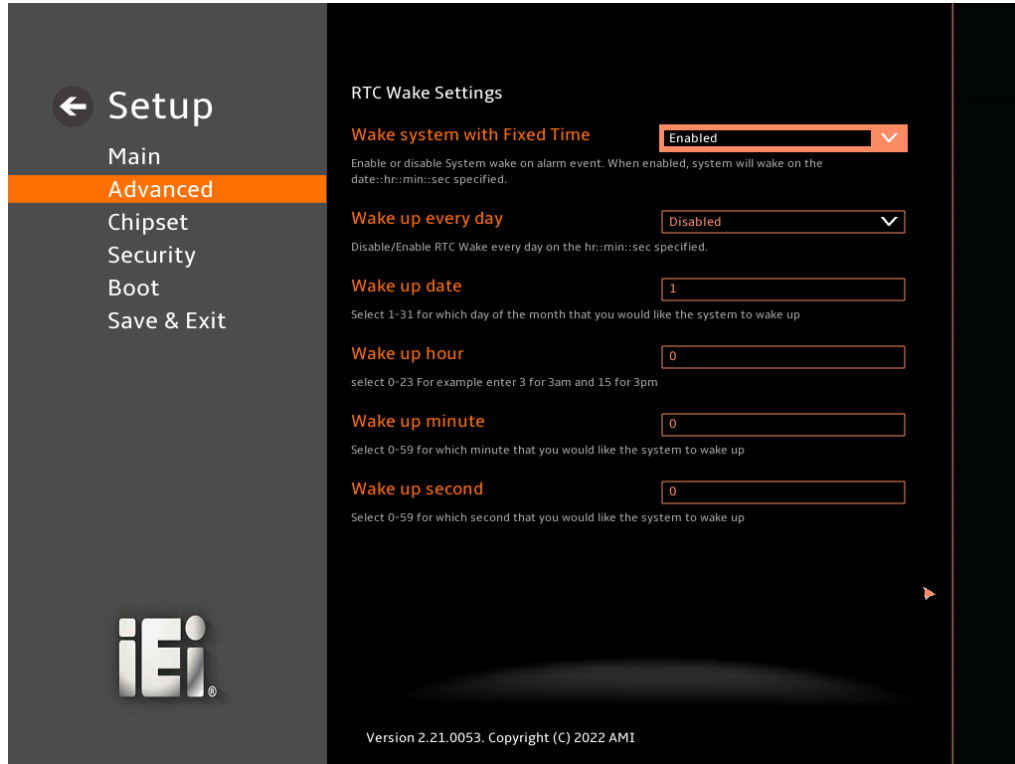 Setup
Main
Advanced
Chipset
Security
Boot
Save & Exit
iEi®
RTC Wake Settings
Wake system with Fixed Time
Enabled
Enable or disable System wake on alarm event. When enabled, system will wake on the
date::hr::min::sec specified.
Wake up every day
Disabled
Disable/Enable RTC Wake every day on the hr::min::sec specified.
Wake up date
1
Select 1-31 for which day of the month that you would like the system to wake up
Wake up hour
0
select 0-23 For example enter 3 for 3am and 15 for 3pm
Wake up minute
0
Select 0-59 for which minute that you would like the system to wake up
Wake up second
0
Select 0-59 for which second that you would like the system to wake up
Version 2.21.0053. Copyright (C) 2022 AMI